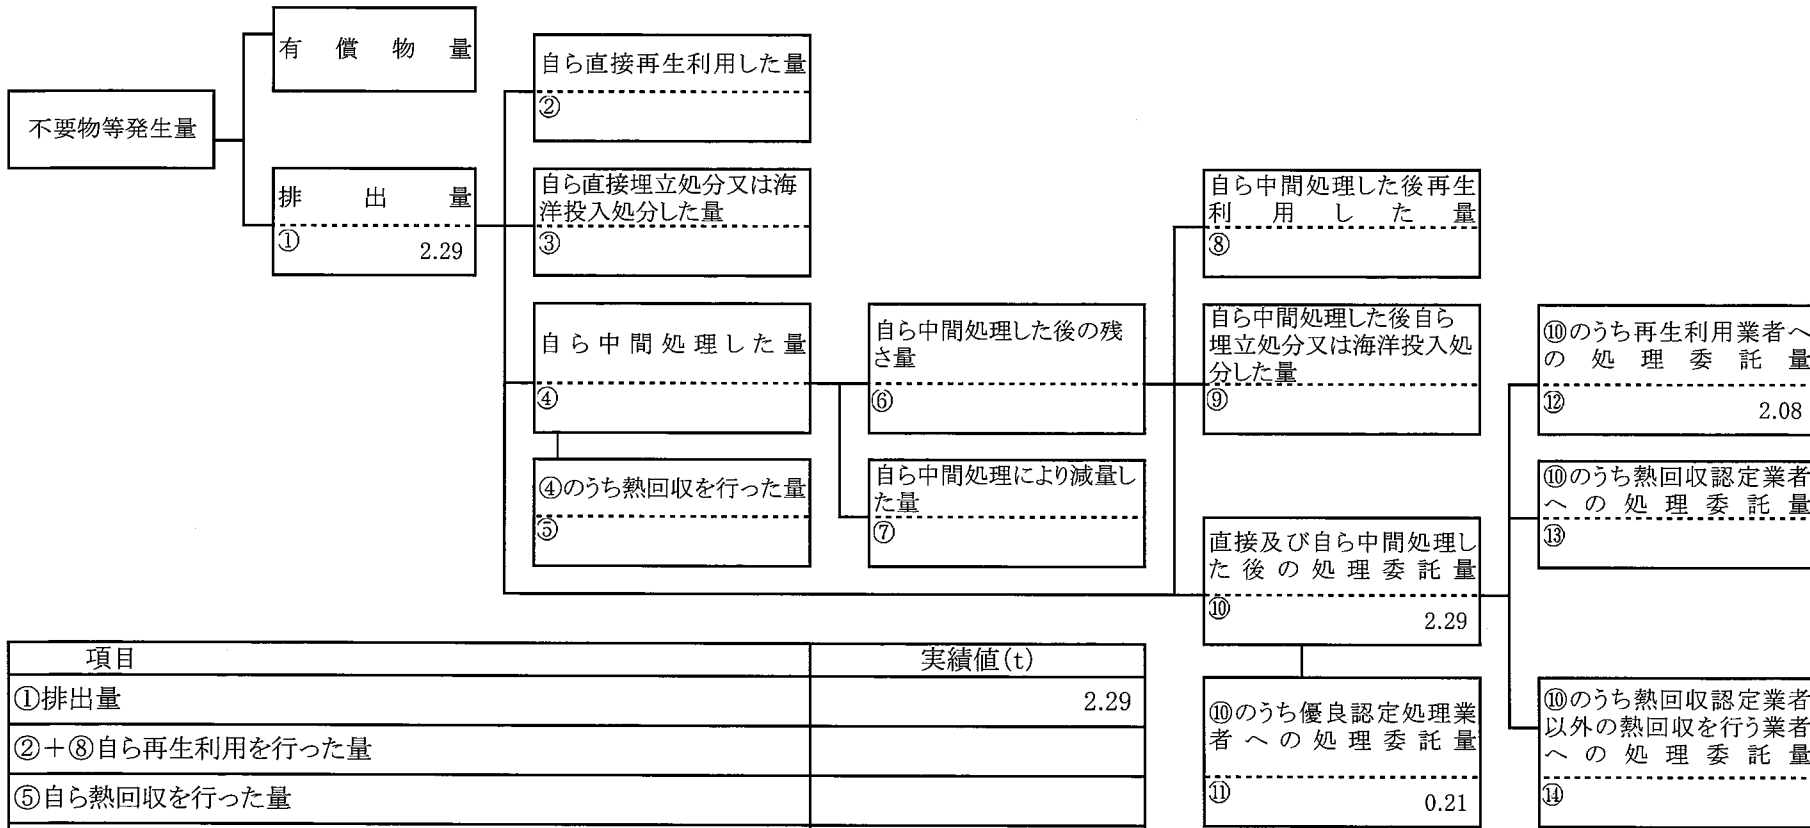 有償物量
不要物等発生量
排出量
① 2.29
自ら直接再生利用した量
②
自ら直接埋立処分又は海
洋投入処分した量
③
自ら中間処理した量
④
④のうち熱回収を行った量
⑤
自ら中間処理した後の残
さ量
⑥
自ら中間処理により減量し
た量
⑦
自ら中間処理した後再生
利用した量
⑧
自ら中間処理した後自ら
埋立処分又は海洋投入処
分した量
⑨
直接及び自ら中間処理し
た後の処理委託量
⑩ 2.29
⑩のうち優良認定処理業
者への処理委託量
⑪ 0.21
⑩のうち再生利用業者へ
の処理委託量
⑫ 2.08
⑩のうち熱回収認定業者
への処理委託量
⑬
⑩のうち熱回収認定業者
以外の熱回収を行う業者
への処理委託量
⑭
項目 実績値(t)
①排出量 2.29
②+⑧自ら再生利用を行った量
⑤自ら熱回収を行った量